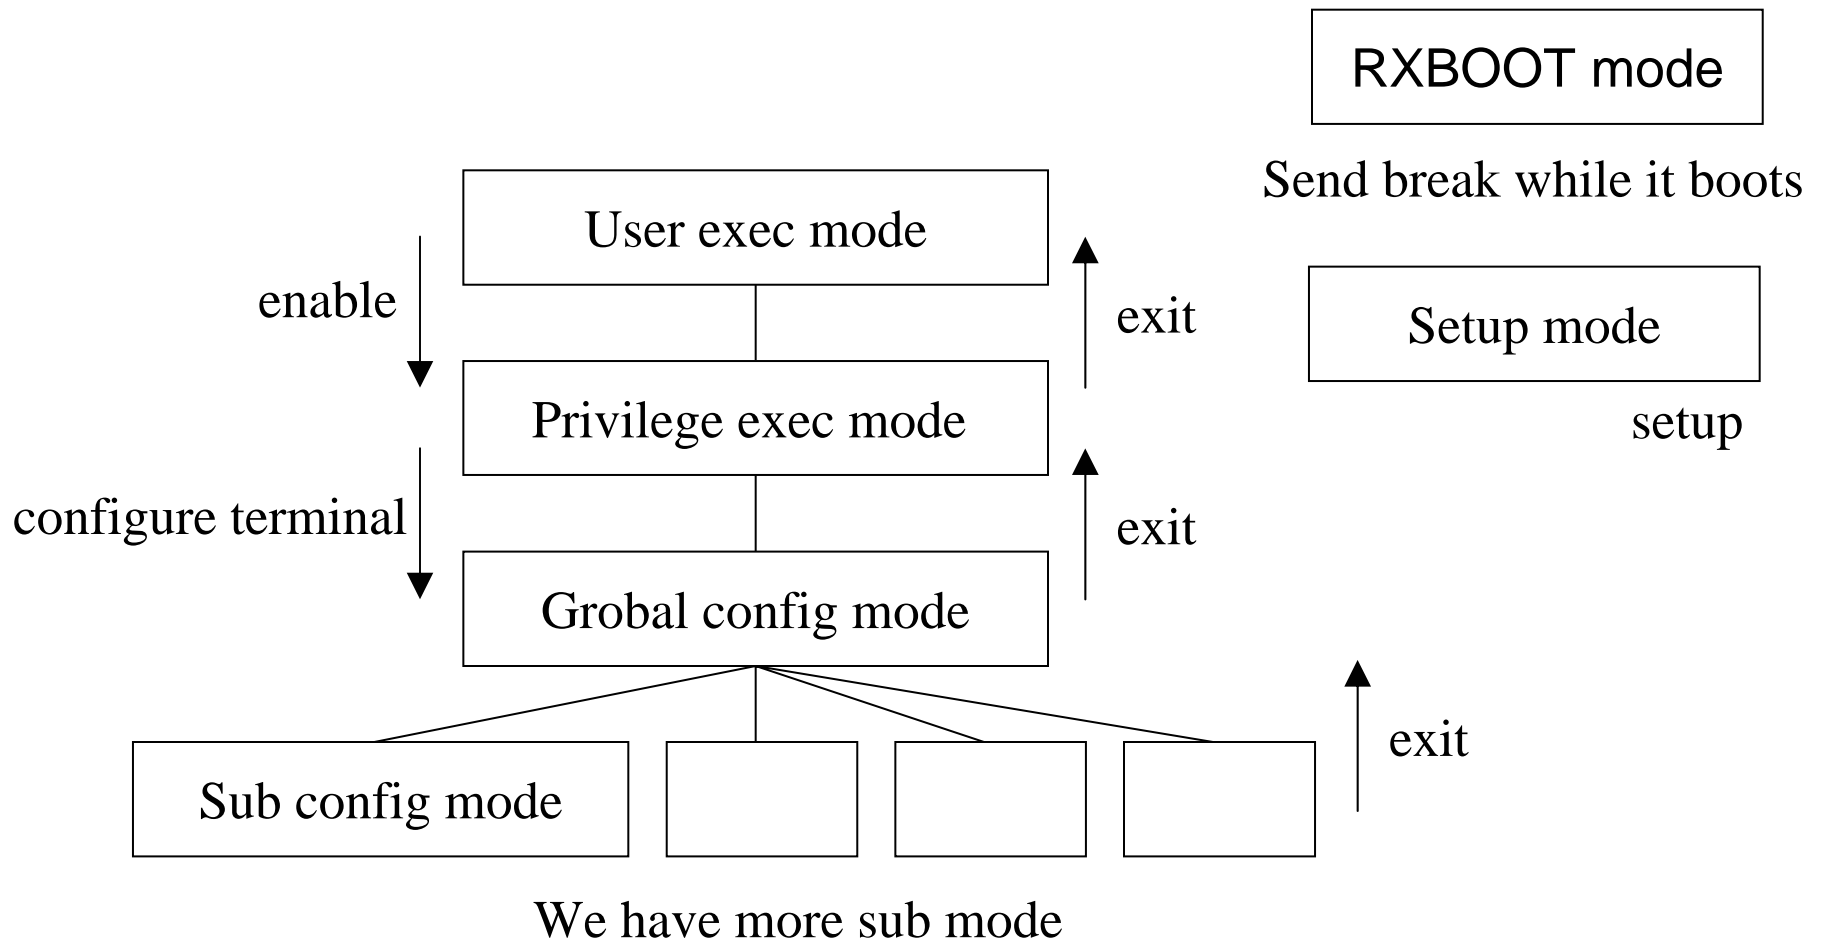 RXBOOT mode
Send break while it boots
User exec mode
enable
exit
Setup mode
Privilege exec mode
setup
configure terminal
exit
Grobal config mode
exit
Sub config mode
We have more sub mode